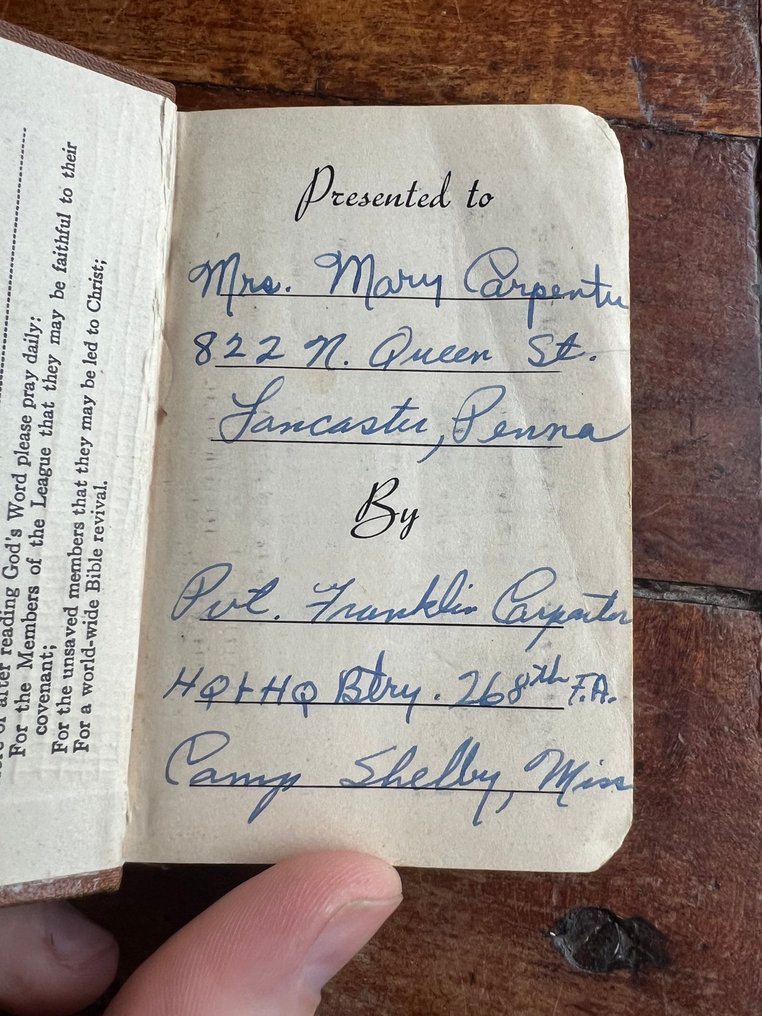 after reading God's Word please pray daily:
For the Members of the League that they may be faithful to their
covenant;
For the unsaved members that they may be led to Christ;
For a world-wide Bible revival.
Presented to
Mrs. Mary Carpenter
822 N. Queen St.
Lancaster, Penna
By
Pvt. Franklin Carpenter
HQ & HQ Btry. 268th F.A.
Camp Shelby, Miss